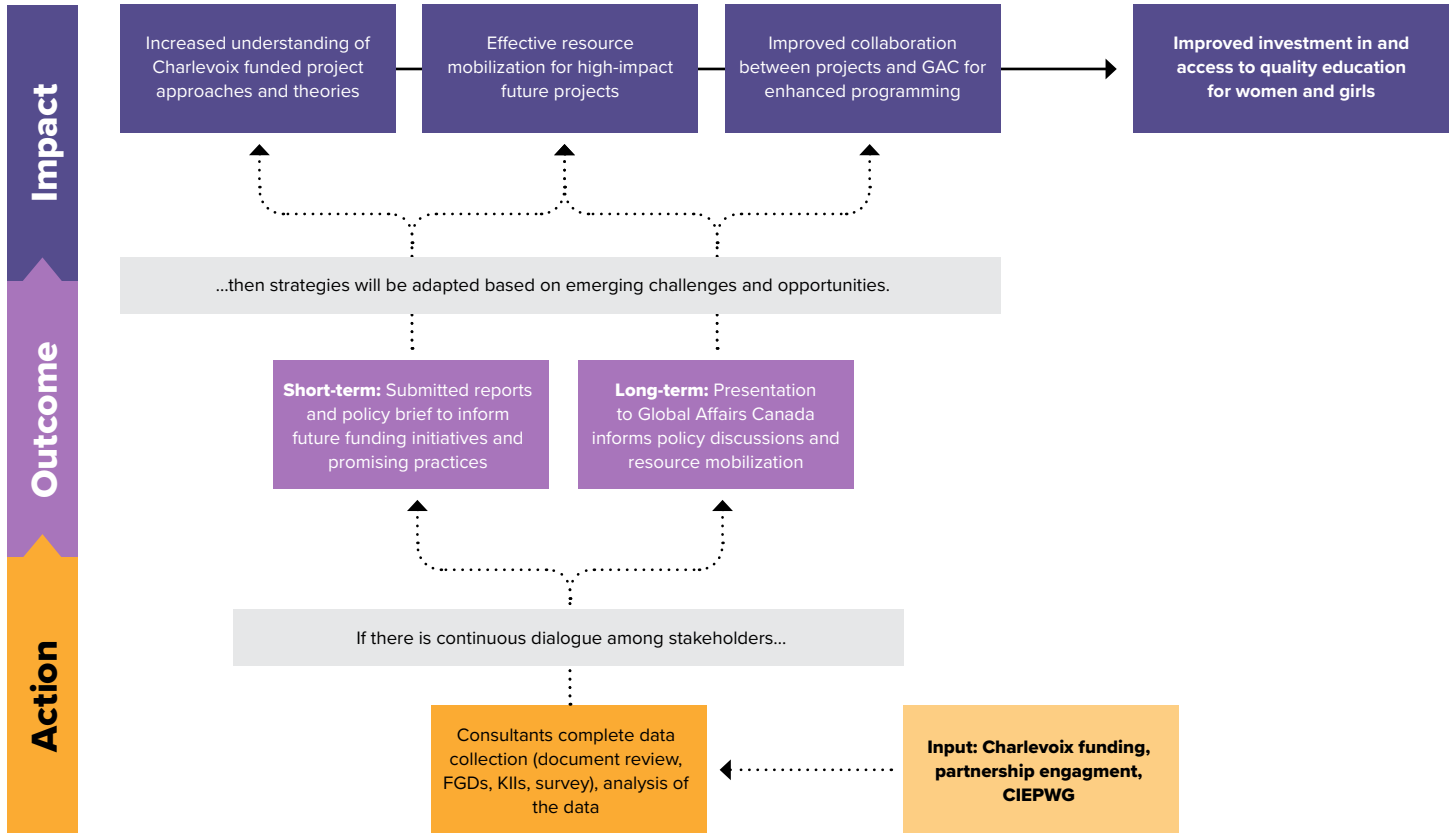 Impact
Increased understanding of
Charlevoix funded project
approaches and theories
Effective resource
mobilization for high-impact
future projects
Improved collaboration
between projects and GAC for
enhanced programming
Improved investment in and
access to quality education
for women and girls
...then strategies will be adapted based on emerging challenges and opportunities.
Outcome
Short-term: Submitted reports
and policy brief to inform
future funding initiatives and
promising practices
Long-term: Presentation
to Global Affairs Canada
informs policy discussions and
resource mobilization
If there is continuous dialogue among stakeholders...
Action
Consultants complete data
collection (document review,
FGDs, KIIs, survey), analysis of
the data
Input: Charlevoix funding,
partnership engagment,
CIEPWG